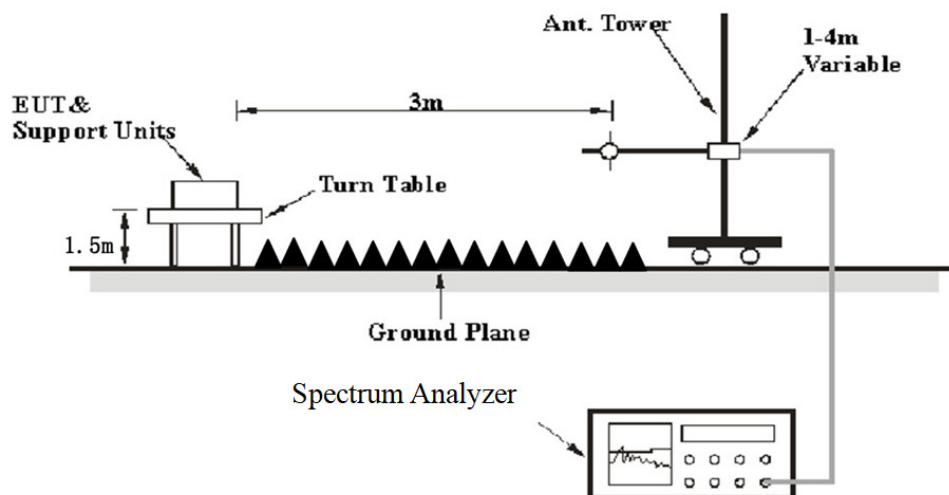 Ant. Tower
1-4m
Variable
EUT&
Support Units
3m
Turn Table
1.5m
Ground Plane
Spectrum Analyzer